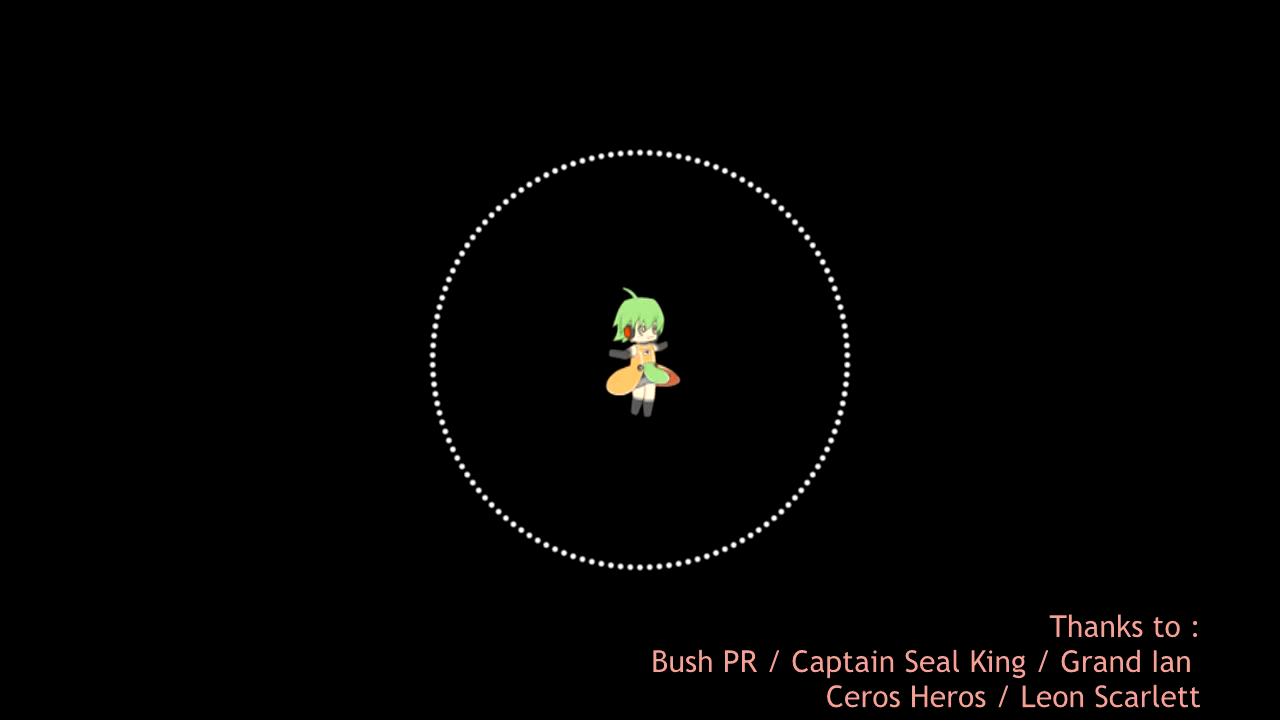 Thanks to :
Bush PR / Captain Seal King / Grand Ian
Ceros Heros / Leon Scarlett